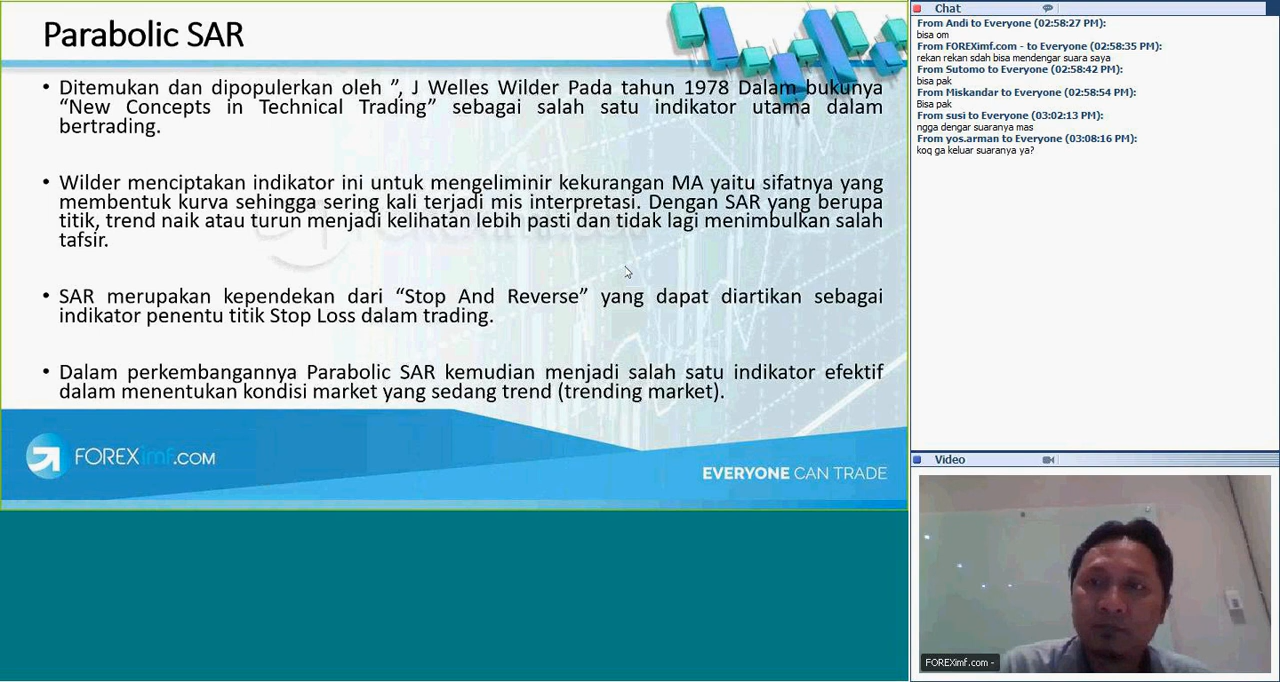 Parabolic SAR
• Ditemukan dan dipopulerkan oleh ”, J Welles Wilder Pada tahun 1978 Dalam bukunya
“New Concepts in Technical Trading” sebagai salah satu indikator utama dalam
bertrading.
• Wilder menciptakan indikator ini untuk mengeliminir kekurangan MA yaitu sifatnya yang
membentuk kurva sehingga sering kali terjadi mis interpretasi. Dengan SAR yang berupa
titik, trend naik atau turun menjadi kelihatan lebih pasti dan tidak lagi menimbulkan salah
tafsir.
• SAR merupakan kependekan dari “Stop And Reverse” yang dapat diartikan sebagai
indikator penentu titik Stop Loss dalam trading.
• Dalam perkembangannya Parabolic SAR kemudian menjadi salah satu indikator efektif
dalam menentukan kondisi market yang sedang trend (trending market).
FOREXimf.COM
EVERYONE CAN TRADE
Chat
From Andi to Everyone (02:58:27 PM):
bisa om
From FOREXimf.com - to Everyone (02:58:35 PM):
rekan rekan sdah bisa mendengar suara saya
From Sutomo to Everyone (02:58:42 PM):
bisa pak
From Miskandar to Everyone (02:58:54 PM):
Bisa pak
From susi to Everyone (03:02:13 PM):
ngga dengar suaranya mas
From yos.arman to Everyone (03:08:16 PM):
koq ga keluar suaranya ya?
Video
FOREXimf.com -